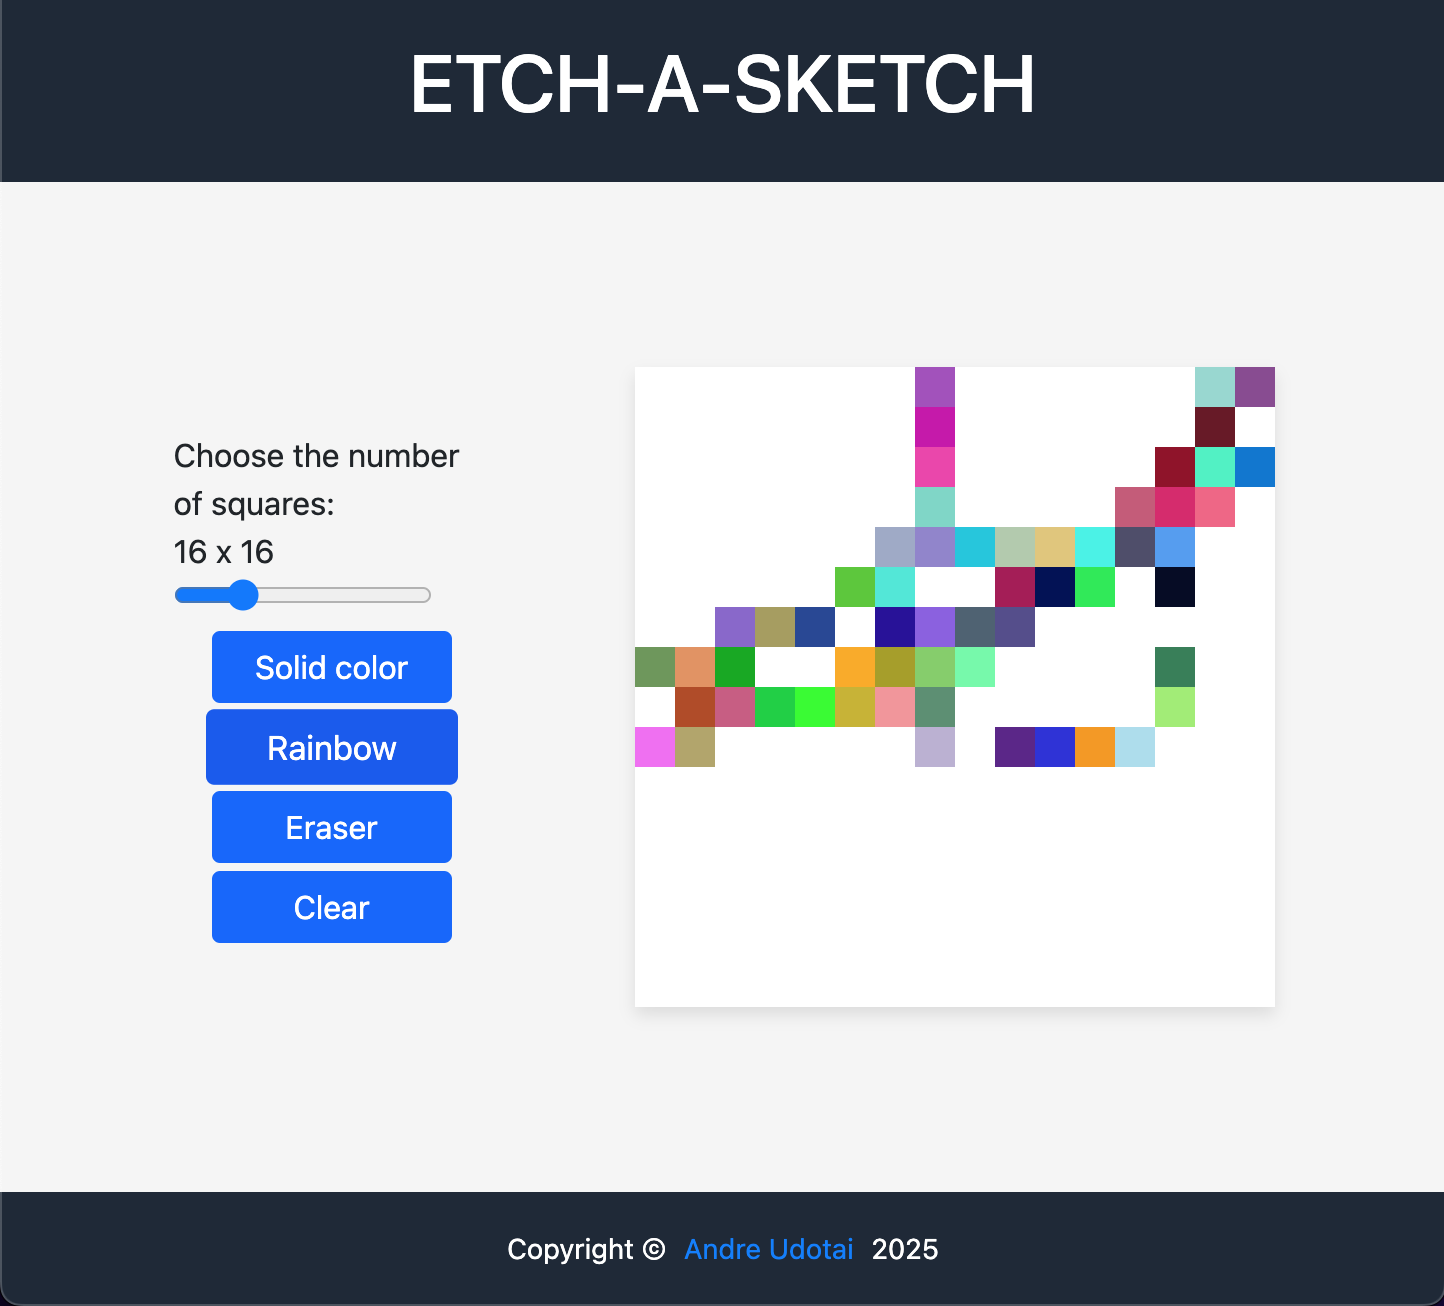 ETCH-A-SKETCH
Choose the number
of squares:
16 x 16
Solid color
Rainbow
Eraser
Clear
Copyright © Andre Udotai 2025